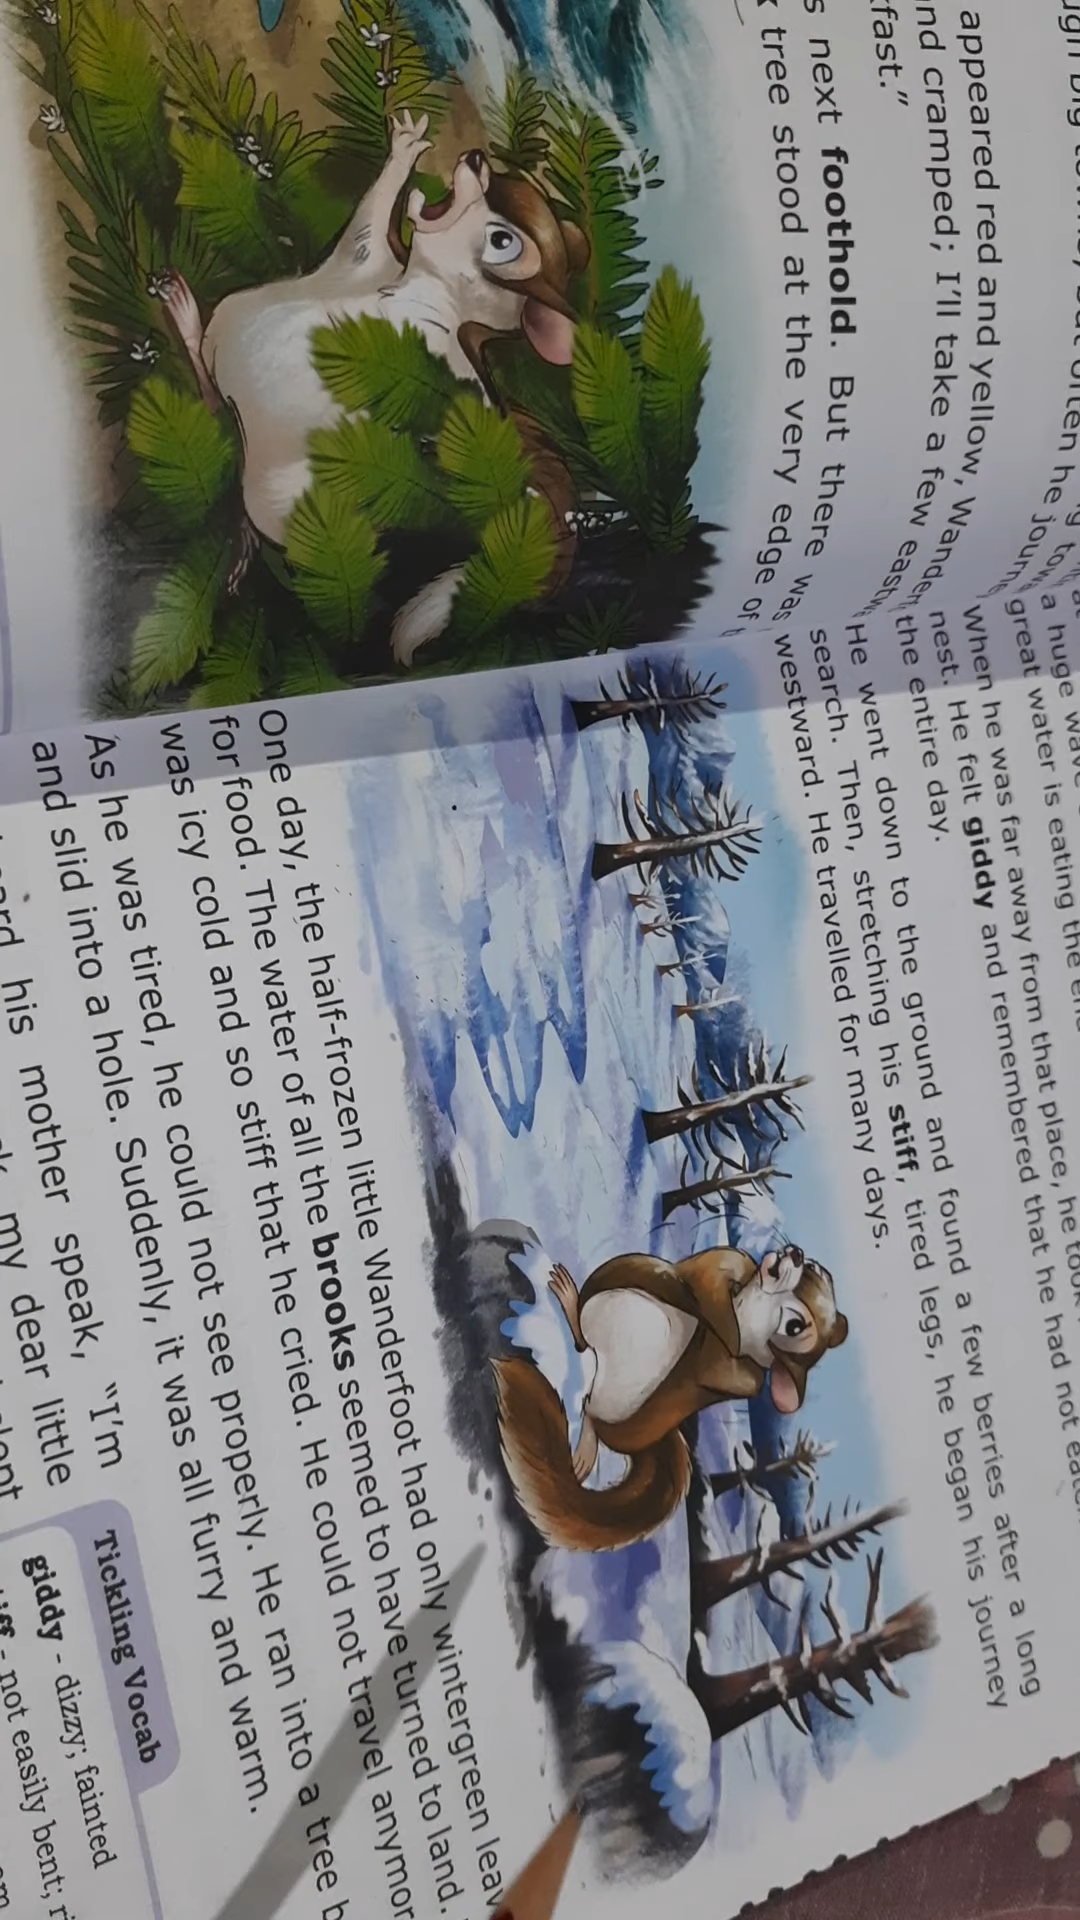 appeared red and yellow, Wander
nd cramped; I'll take a few east
fast."
s next foothold. But there was
tree stood at the very edge of
a huge wave
great water is eating the
When he was far away from that place, he took
nest. He felt giddy and remembered that he had not
the entire day.
He went down to the ground and found a few berries after a long
search. Then, stretching his stiff, tired legs, he began his journey
westward. He travelled for many days.
One day, the half-frozen little Wanderfoot had only wintergreen leav
for food. The water of all the brooks seemed to have turned to land.
was icy cold and so stiff that he cried. He could not travel anymor
As he was tired, he could not see properly. He ran into a tree b
and slid into a hole. Suddenly, it was all furry and warm.
his mother speak, "I'm
my dear little
Tickling Vocab
giddy - dizzy; fainted
- not easily bent;